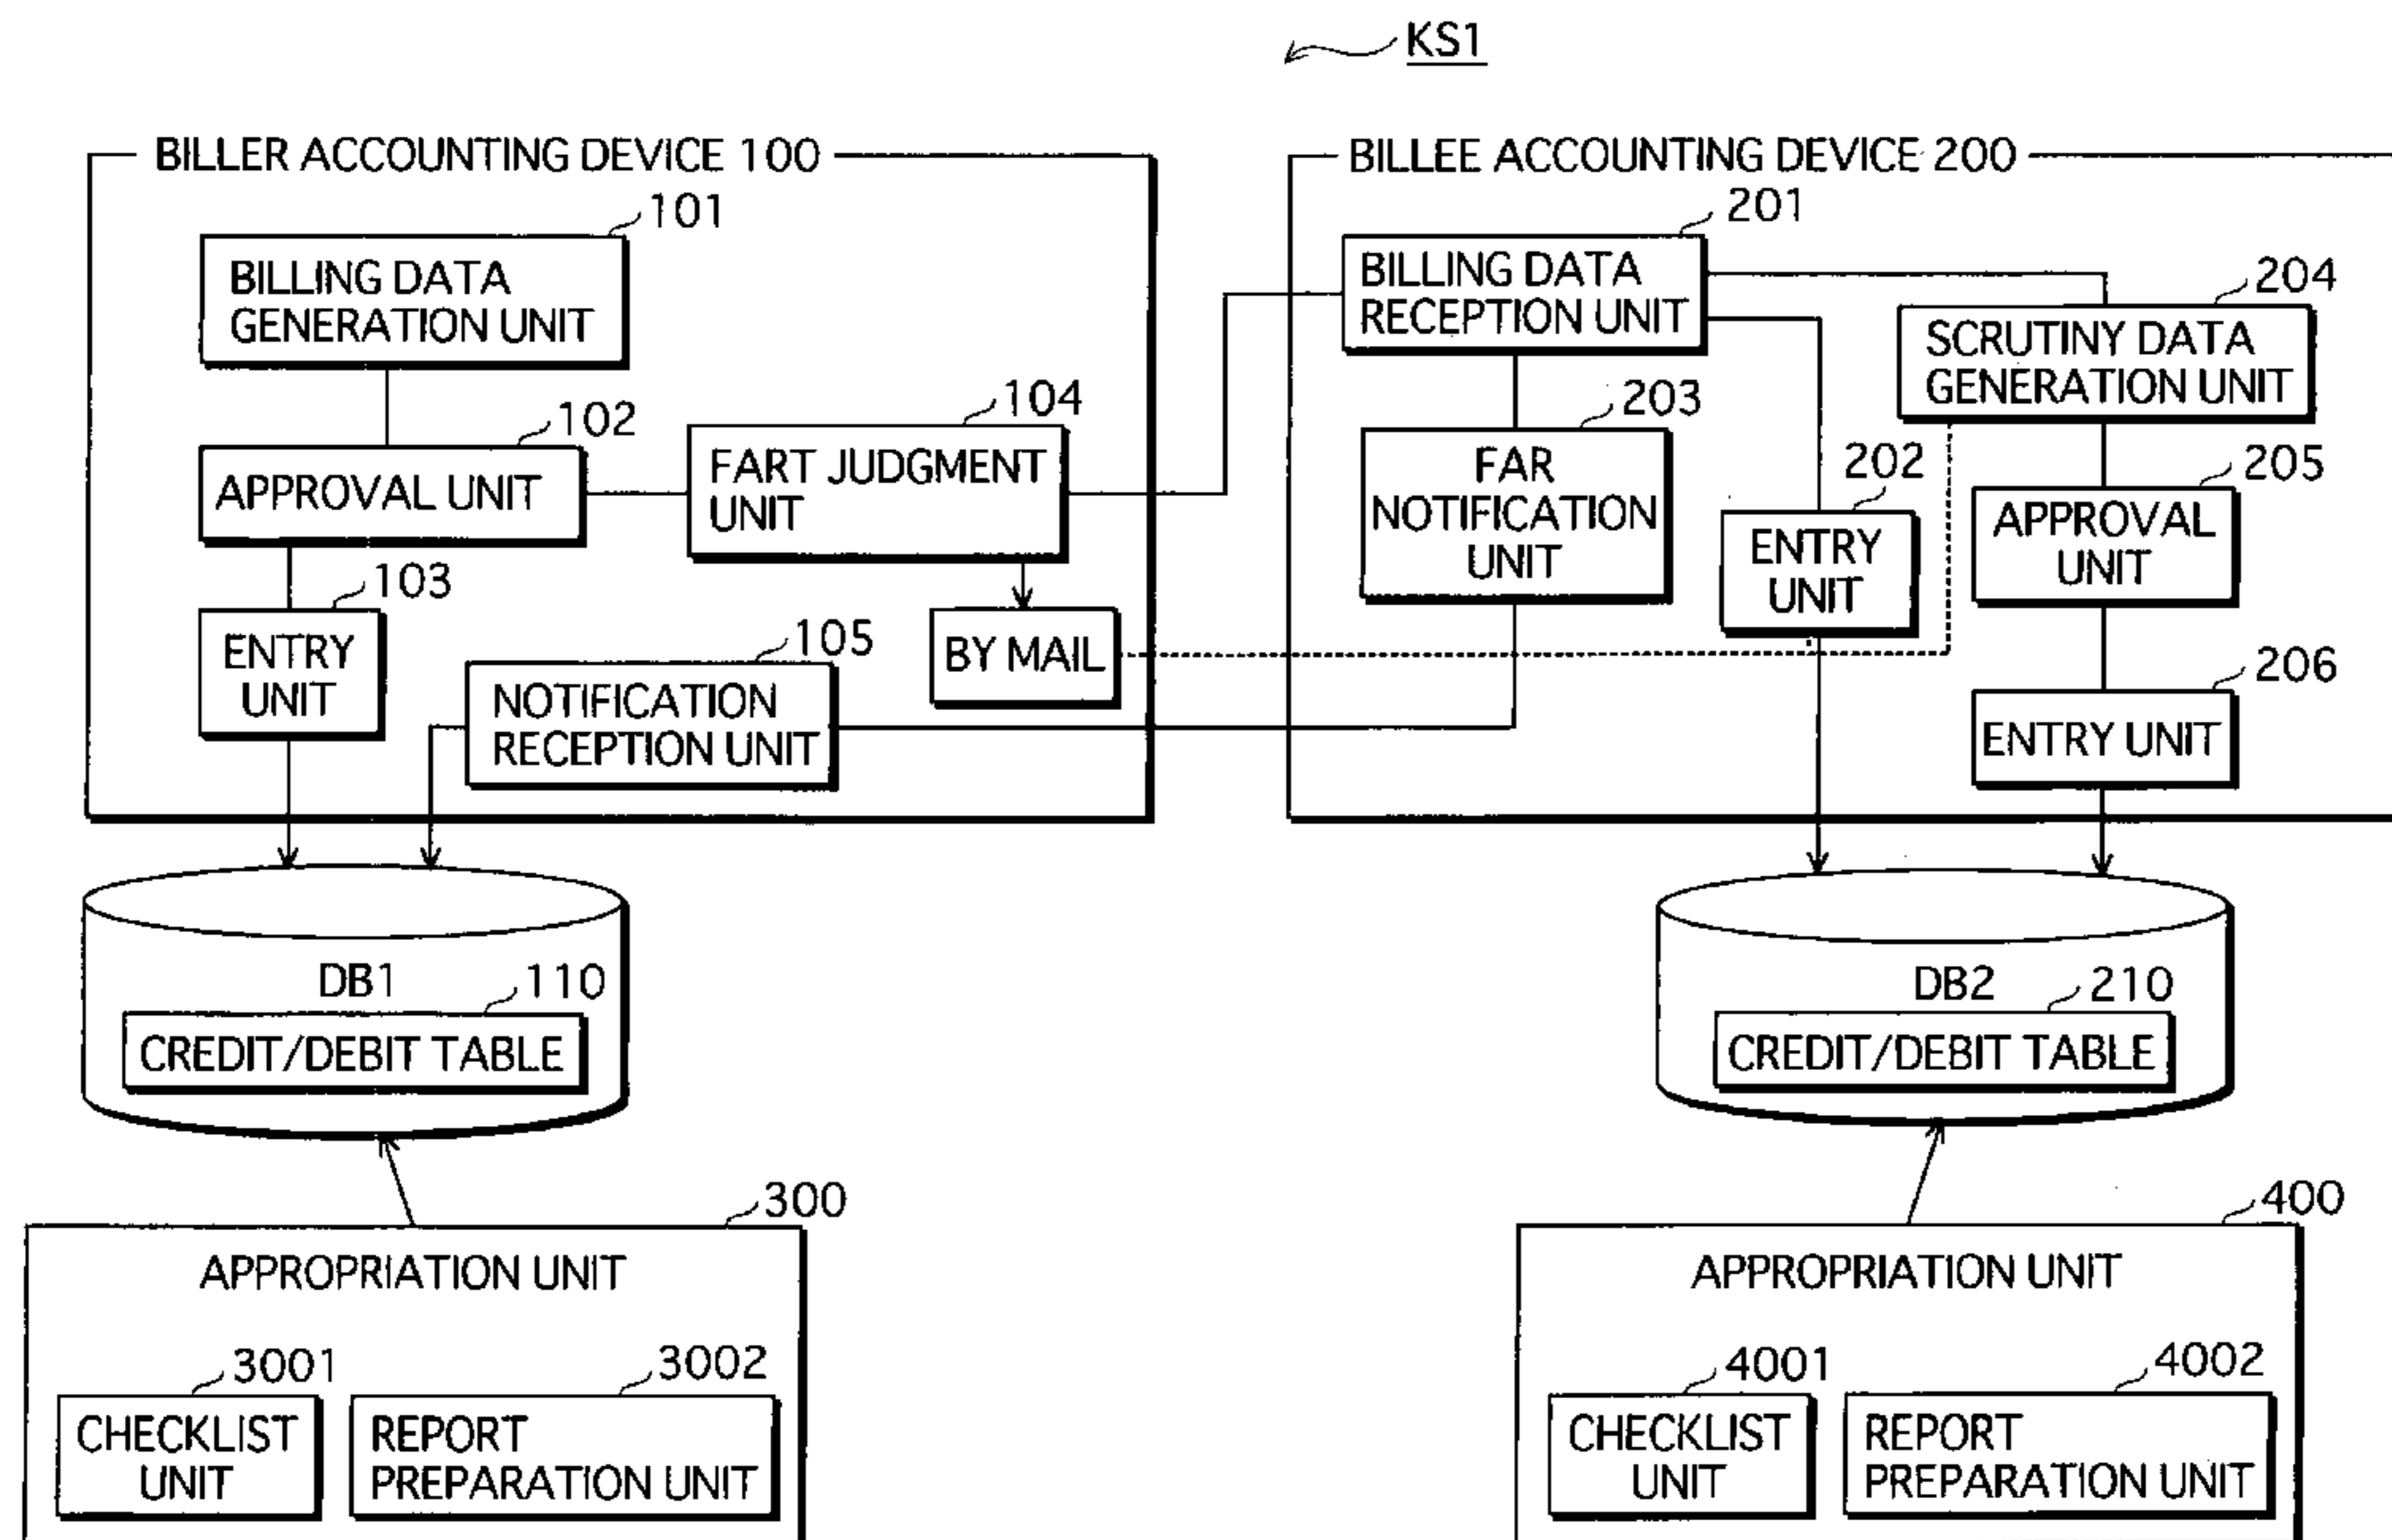 KS1
BILLER ACCOUNTING DEVICE 100
101
BILLING DATA
GENERATION UNIT
102
APPROVAL UNIT
104
FART JUDGMENT
UNIT
103
ENTRY
UNIT
105
NOTIFICATION
RECEPTION UNIT
BY MAIL
BILLEE ACCOUNTING DEVICE 200
201
BILLING DATA
RECEPTION UNIT
204
SCRUTINY DATA
GENERATION UNIT
203
FAR
NOTIFICATION
UNIT
202
ENTRY
UNIT
205
APPROVAL
UNIT
206
ENTRY UNIT
DB1
110
CREDIT/DEBIT TABLE
DB2
210
CREDIT/DEBIT TABLE
300
APPROPRIATION UNIT
3001
CHECKLIST
UNIT
3002
REPORT
PREPARATION UNIT
400
APPROPRIATION UNIT
4001
CHECKLIST
UNIT
4002
REPORT
PREPARATION UNIT